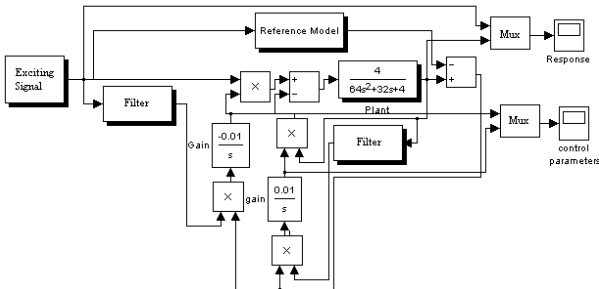 Reference Model
Mux
Response
Exciting
Signal
×
+
−
4
64s2+32s+4
Plant
−
+
Filter
Gain
-0.01
s
×
Filter
Mux
control
parameters
×
gain
0.01
s
×